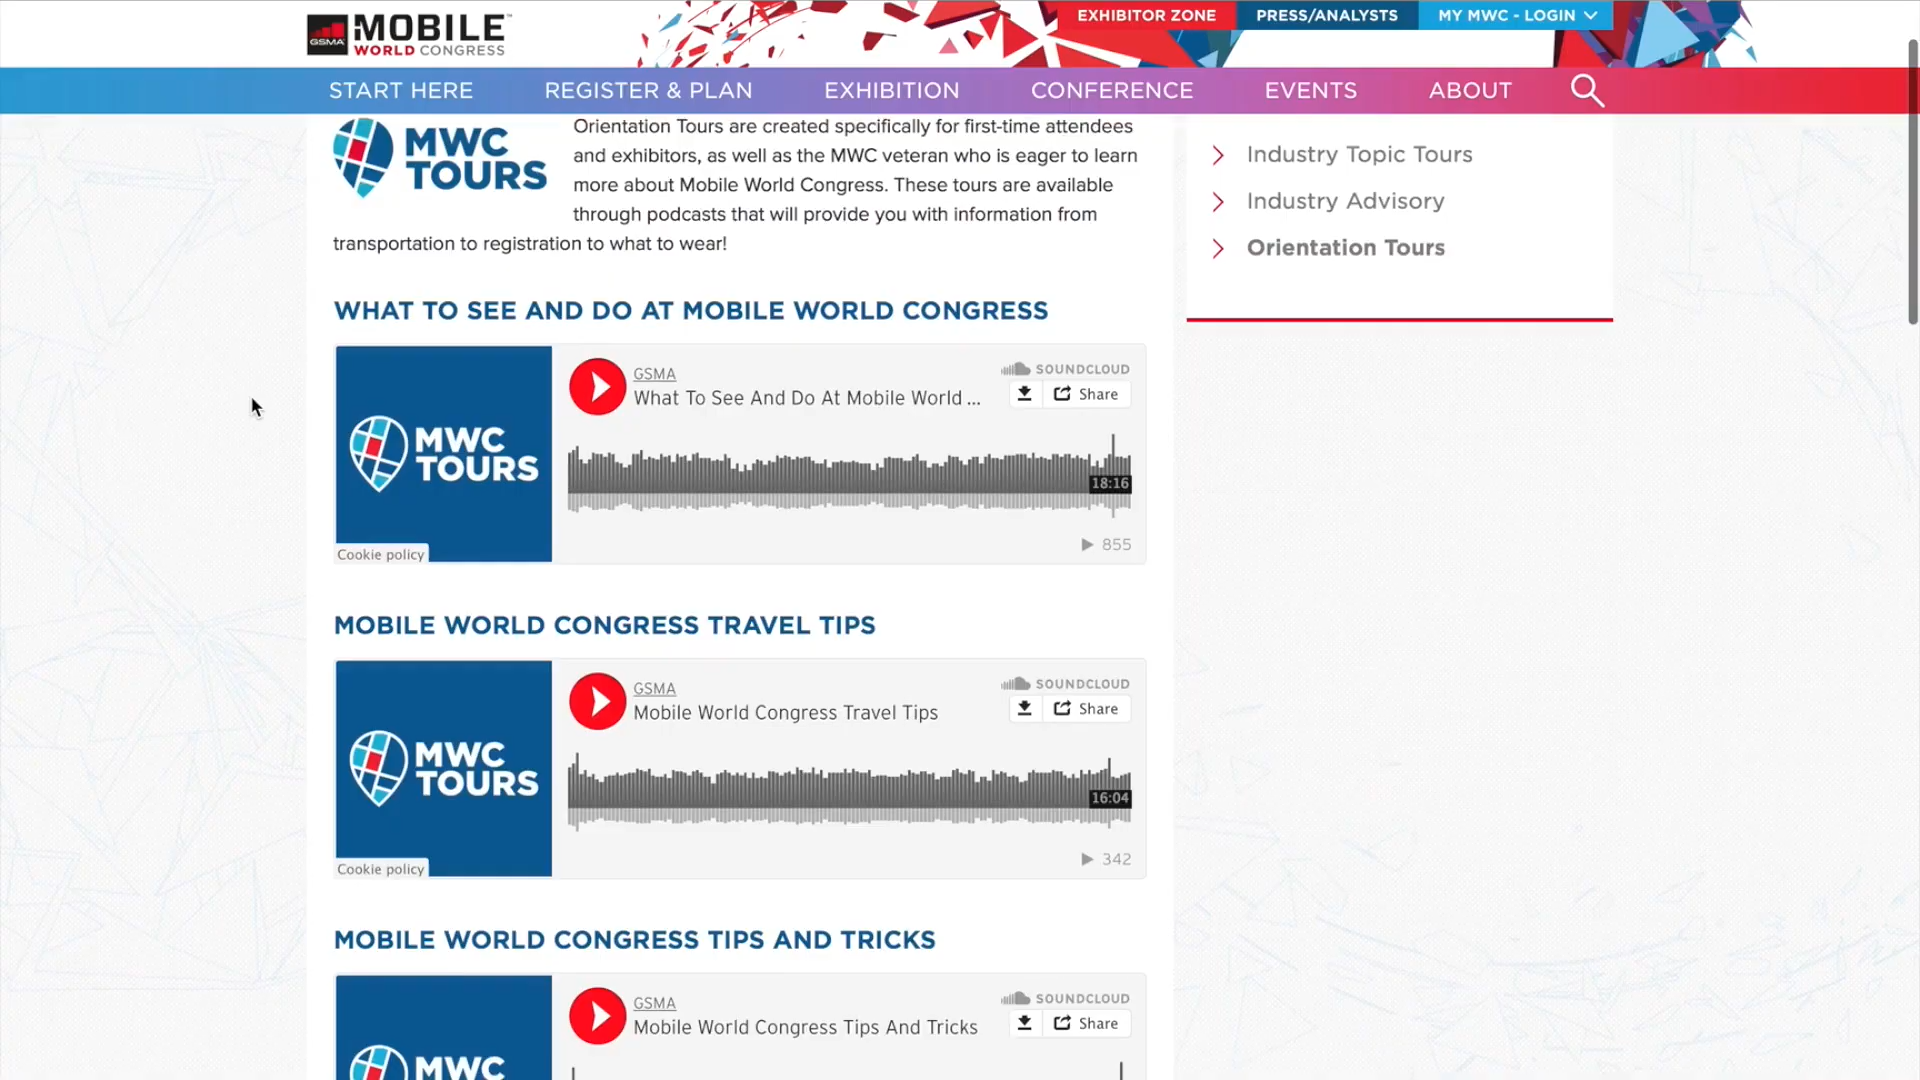 GSMA
MOBILE™
WORLD CONGRESS
EXHIBITOR ZONE
PRESS/ANALYSTS
MY MWC - LOGIN
START HERE
REGISTER & PLAN
EXHIBITION
CONFERENCE
EVENTS
ABOUT
MWC
TOURS
Orientation Tours are created specifically for first-time attendees
and exhibitors, as well as the MWC veteran who is eager to learn
more about Mobile World Congress. These tours are available
through podcasts that will provide you with information from
transportation to registration to what to wear!
Industry Topic Tours
Industry Advisory
Orientation Tours
WHAT TO SEE AND DO AT MOBILE WORLD CONGRESS
MWC
TOURS
Cookie policy
GSMA
What To See And Do At Mobile World ...
SOUNDCLOUD
Share
18:16
855
MOBILE WORLD CONGRESS TRAVEL TIPS
MWC
TOURS
Cookie policy
GSMA
Mobile World Congress Travel Tips
SOUNDCLOUD
Share
16:04
342
MOBILE WORLD CONGRESS TIPS AND TRICKS
MWC
GSMA
Mobile World Congress Tips And Tricks
SOUNDCLOUD
Share